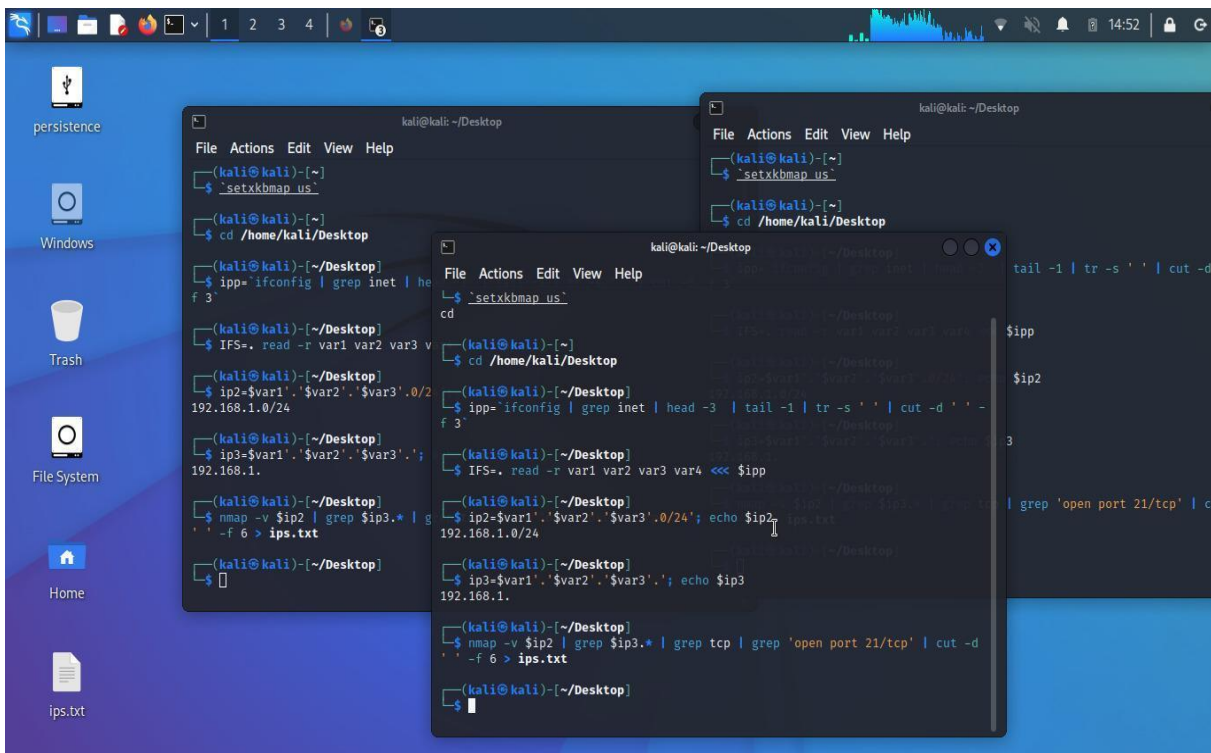 1 2 3 4
14:52
persistence
Windows
Trash
File System
Home
ips.txt
kali@kali: ~/Desktop
File Actions Edit View Help
┌──(kali㉿kali)-[~]
└─$ `setxkbmap us`
┌──(kali㉿kali)-[~]
└─$ cd /home/kali/Desktop
┌──(kali㉿kali)-[~/Desktop]
└─$ ipp=`ifconfig | grep inet | he
f 3`
┌──(kali㉿kali)-[~/Desktop]
└─$ IFS=. read -r var1 var2 var3 v
┌──(kali㉿kali)-[~/Desktop]
└─$ ip2=$var1'.'$var2'.'$var3'.0/2
192.168.1.0/24
┌──(kali㉿kali)-[~/Desktop]
└─$ ip3=$var1'.'$var2'.'$var3'.';
192.168.1.
┌──(kali㉿kali)-[~/Desktop]
└─$ nmap -v $ip2 | grep $ip3.* | g
' ' -f 6 > ips.txt
┌──(kali㉿kali)-[~/Desktop]
└─$
kali@kali: ~/Desktop
File Actions Edit View Help
└─$ `setxkbmap us`
cd
┌──(kali㉿kali)-[~]
└─$ cd /home/kali/Desktop
┌──(kali㉿kali)-[~/Desktop]
└─$ ipp=`ifconfig | grep inet | head -3  | tail -1 | tr -s ' ' | cut -d ' ' -
f 3`
┌──(kali㉿kali)-[~/Desktop]
└─$ IFS=. read -r var1 var2 var3 var4 <<< $ipp
┌──(kali㉿kali)-[~/Desktop]
└─$ ip2=$var1'.'$var2'.'$var3'.0/24'; echo $ip2
192.168.1.0/24
┌──(kali㉿kali)-[~/Desktop]
└─$ ip3=$var1'.'$var2'.'$var3'.'; echo $ip3
192.168.1.
┌──(kali㉿kali)-[~/Desktop]
└─$ nmap -v $ip2 | grep $ip3.* | grep tcp | grep 'open port 21/tcp' | cut -d
' ' -f 6 > ips.txt
┌──(kali㉿kali)-[~/Desktop]
└─$
kali@kali: ~/Desktop
File Actions Edit View Help
┌──(kali㉿kali)-[~]
└─$ `setxkbmap us`
┌──(kali㉿kali)-[~]
└─$ cd /home/kali/Desktop
tail -1 | tr -s ' ' | cut -d
$ipp
$ip2
3
| grep 'open port 21/tcp' | c